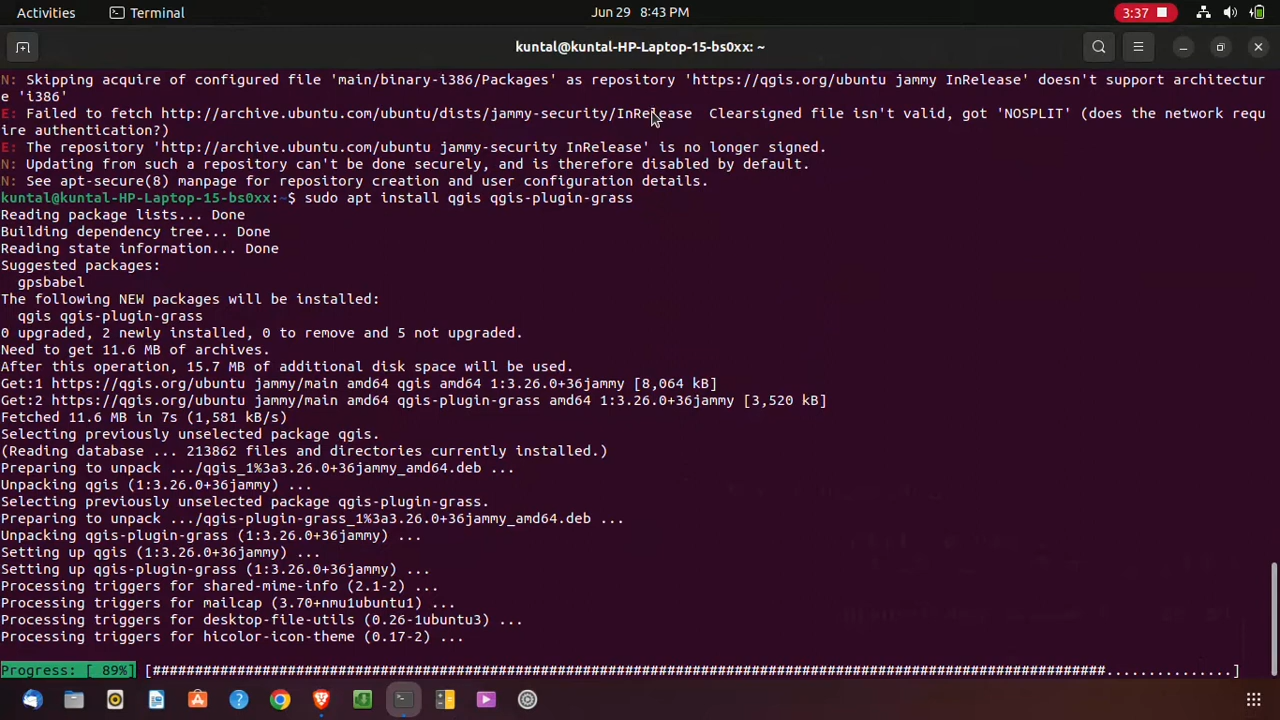 Activities
Terminal
Jun 29  8:43 PM
3:37
kuntal@kuntal-HP-Laptop-15-bs0xx: ~
N: Skipping acquire of configured file 'main/binary-i386/Packages' as repository 'https://qgis.org/ubuntu jammy InRelease' doesn't support architectur
e 'i386'
E: Failed to fetch http://archive.ubuntu.com/ubuntu/dists/jammy-security/InRelease  Clearsigned file isn't valid, got 'NOSPLIT' (does the network requ
ire authentication?)
E: The repository 'http://archive.ubuntu.com/ubuntu jammy-security InRelease' is no longer signed.
N: Updating from such a repository can't be done securely, and is therefore disabled by default.
N: See apt-secure(8) manpage for repository creation and user configuration details.
kuntal@kuntal-HP-Laptop-15-bs0xx:~$ sudo apt install qgis qgis-plugin-grass
Reading package lists... Done
Building dependency tree... Done
Reading state information... Done
Suggested packages:
  gpsbabel
The following NEW packages will be installed:
  qgis qgis-plugin-grass
0 upgraded, 2 newly installed, 0 to remove and 5 not upgraded.
Need to get 11.6 MB of archives.
After this operation, 15.7 MB of additional disk space will be used.
Get:1 https://qgis.org/ubuntu jammy/main amd64 qgis amd64 1:3.26.0+36jammy [8,064 kB]
Get:2 https://qgis.org/ubuntu jammy/main amd64 qgis-plugin-grass amd64 1:3.26.0+36jammy [3,520 kB]
Fetched 11.6 MB in 7s (1,581 kB/s)
Selecting previously unselected package qgis.
(Reading database ... 213862 files and directories currently installed.)
Preparing to unpack .../qgis_1%3a3.26.0+36jammy_amd64.deb ...
Unpacking qgis (1:3.26.0+36jammy) ...
Selecting previously unselected package qgis-plugin-grass.
Preparing to unpack .../qgis-plugin-grass_1%3a3.26.0+36jammy_amd64.deb ...
Unpacking qgis-plugin-grass (1:3.26.0+36jammy) ...
Setting up qgis (1:3.26.0+36jammy) ...
Setting up qgis-plugin-grass (1:3.26.0+36jammy) ...
Processing triggers for shared-mime-info (2.1-2) ...
Processing triggers for mailcap (3.70+nmu1ubuntu1) ...
Processing triggers for desktop-file-utils (0.26-1ubuntu3) ...
Processing triggers for hicolor-icon-theme (0.17-2) ...
Progress: [ 89%] [#################################################################################################################...............]